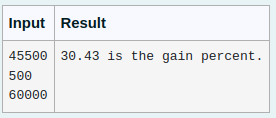 Input Result
45500 30.43 is the gain percent.
500
60000